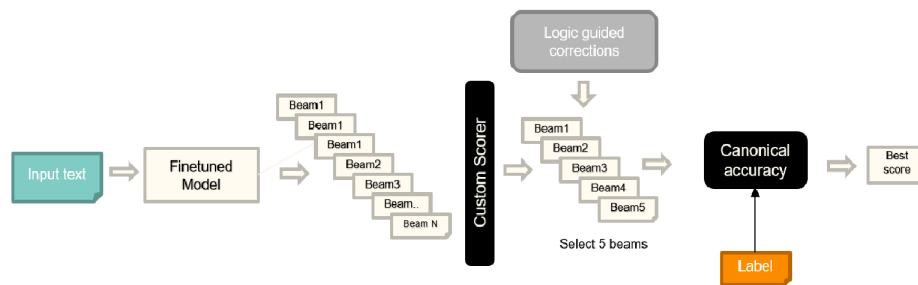 Logic guided
corrections
Beam1
Beam1
Beam1
Beam2
Beam3
Beam..
Beam N
Input text
Finetuned
Model
Custom Scorer
Beam1
Beam2
Beam3
Beam4
Beam5
Select 5 beams
Canonical
accuracy
Best
score
Label